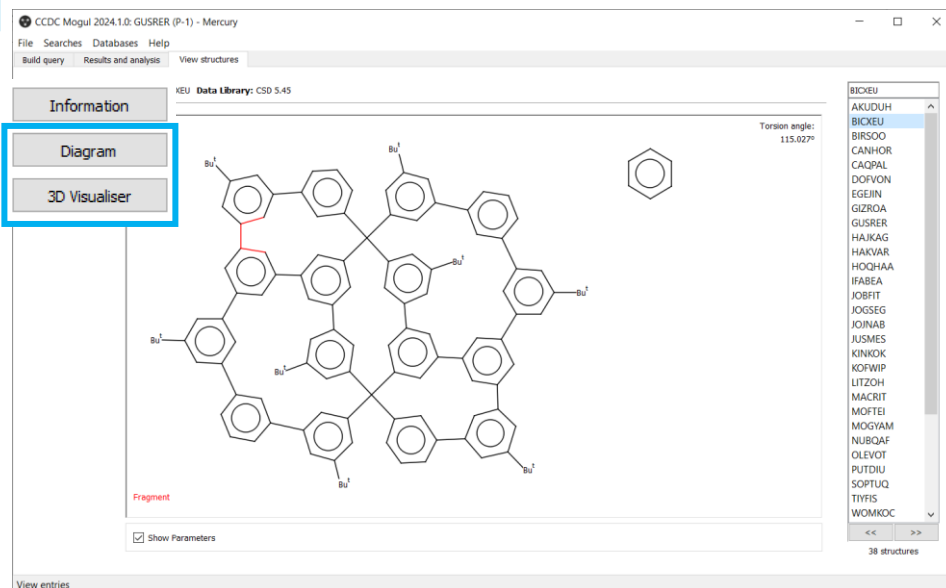 CCDC Mogul 2024.1.0: GUSRER (P-1) - Mercury
File Searches Databases Help
Build query Results and analysis View structures
KEU Data Library: CSD 5.45
Information
Diagram
3D Visualiser
Torsion angle:
115.027°
Bu^t
Bu^t
Bu^t
Bu^t
Bu^t
Bu^t
Bu^t
Bu^t
Fragment
Show Parameters
BICXEU
AKUDUH
BICXEU
BIRSOO
CANHOR
CAQPAL
DOFVON
EGEJIN
GIZROA
GUSRER
HAJKAG
HAKVAR
HOQHAA
IFABEA
JOBFIT
JOGSEG
JOJNAB
JUSMES
KINKOK
KOFWIP
LITZOH
MACRIT
MOFTEI
MOGYAM
NUBQAF
OLEVOT
PUTDIU
SOPTUQ
TIYFIS
WOMKOC
<< >>
38 structures
View entries